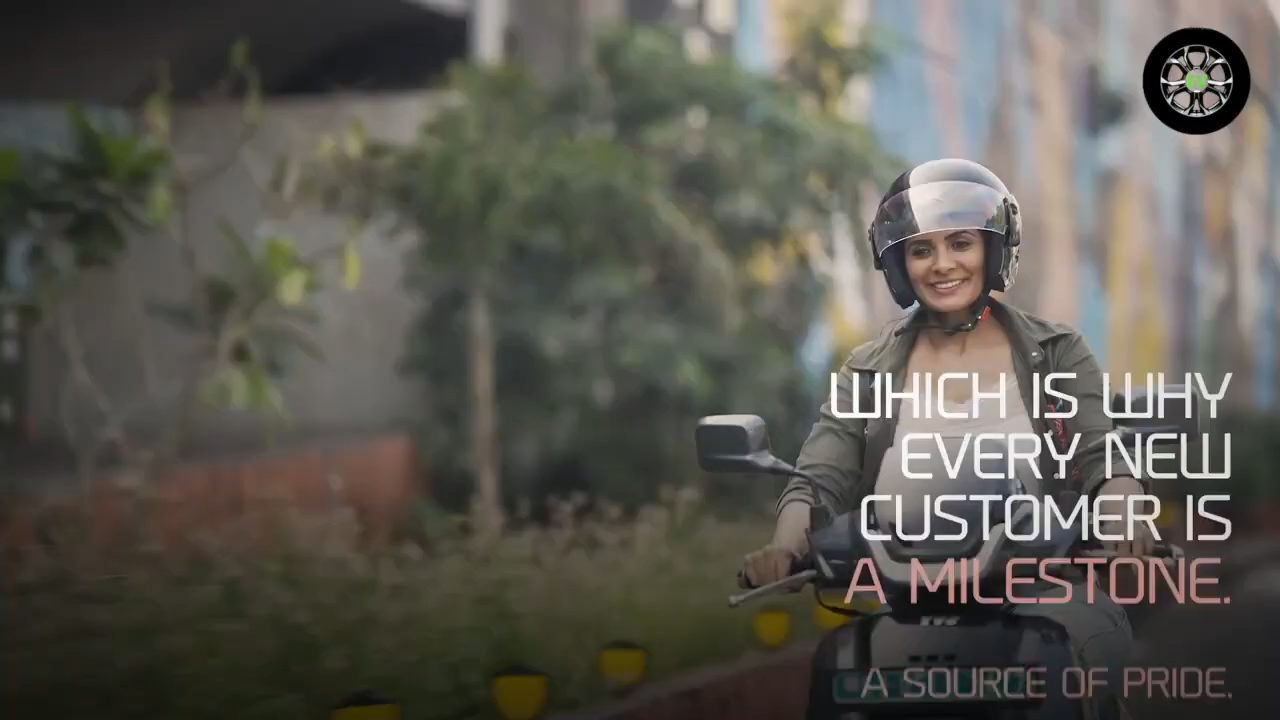 WHICH IS WHY
EVERY NEW
CUSTOMER IS
A MILESTONE.
A SOURCE OF PRIDE.